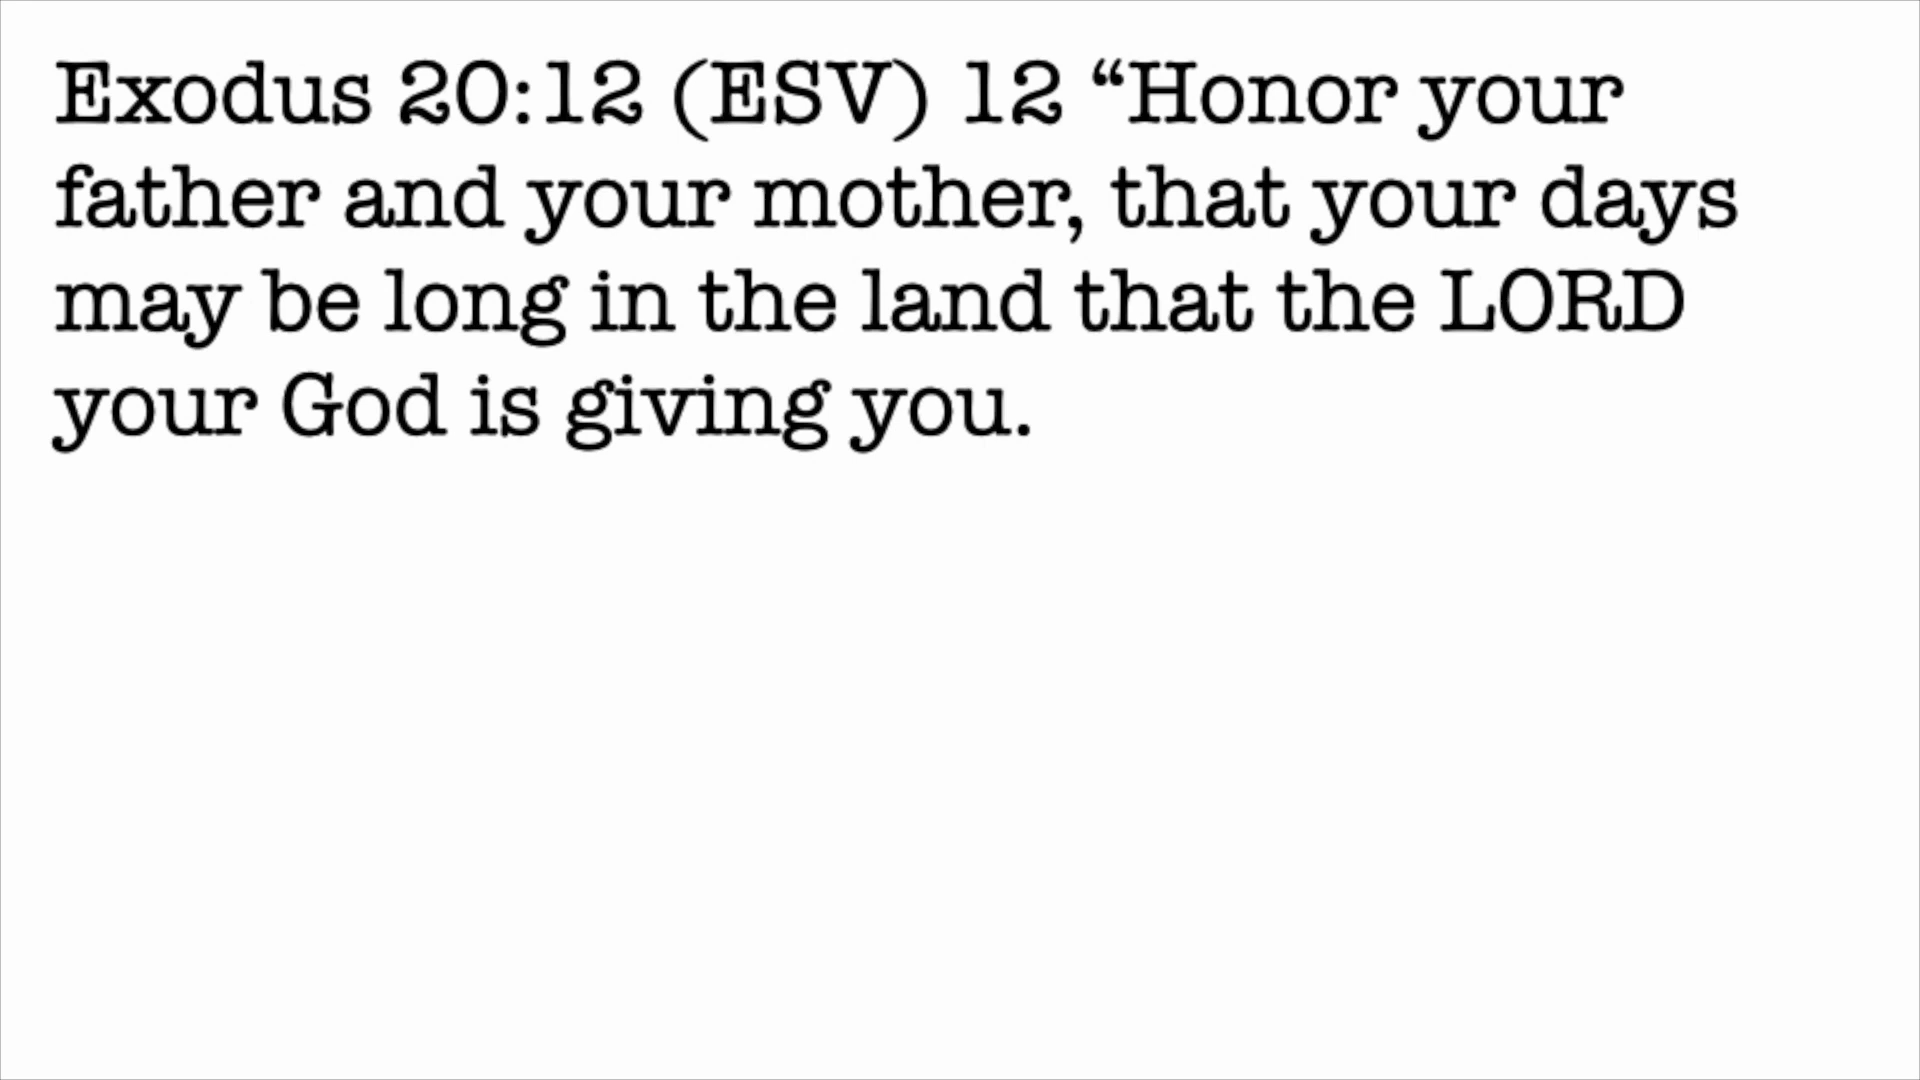 Exodus 20:12 (ESV) 12 “Honor your
father and your mother, that your days
may be long in the land that the LORD
your God is giving you.